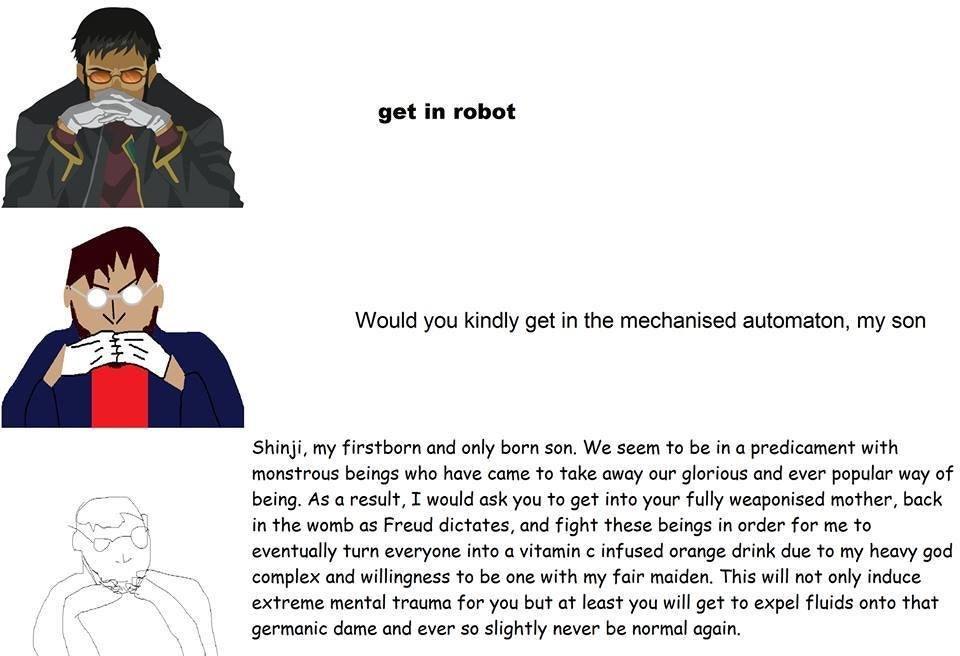 get in robot
Would you kindly get in the mechanised automaton, my son
Shinji, my firstborn and only born son. We seem to be in a predicament with
monstrous beings who have came to take away our glorious and ever popular way of
being. As a result, I would ask you to get into your fully weaponised mother, back
in the womb as Freud dictates, and fight these beings in order for me to
eventually turn everyone into a vitamin c infused orange drink due to my heavy god
complex and willingness to be one with my fair maiden. This will not only induce
extreme mental trauma for you but at least you will get to expel fluids onto that
germanic dame and ever so slightly never be normal again.